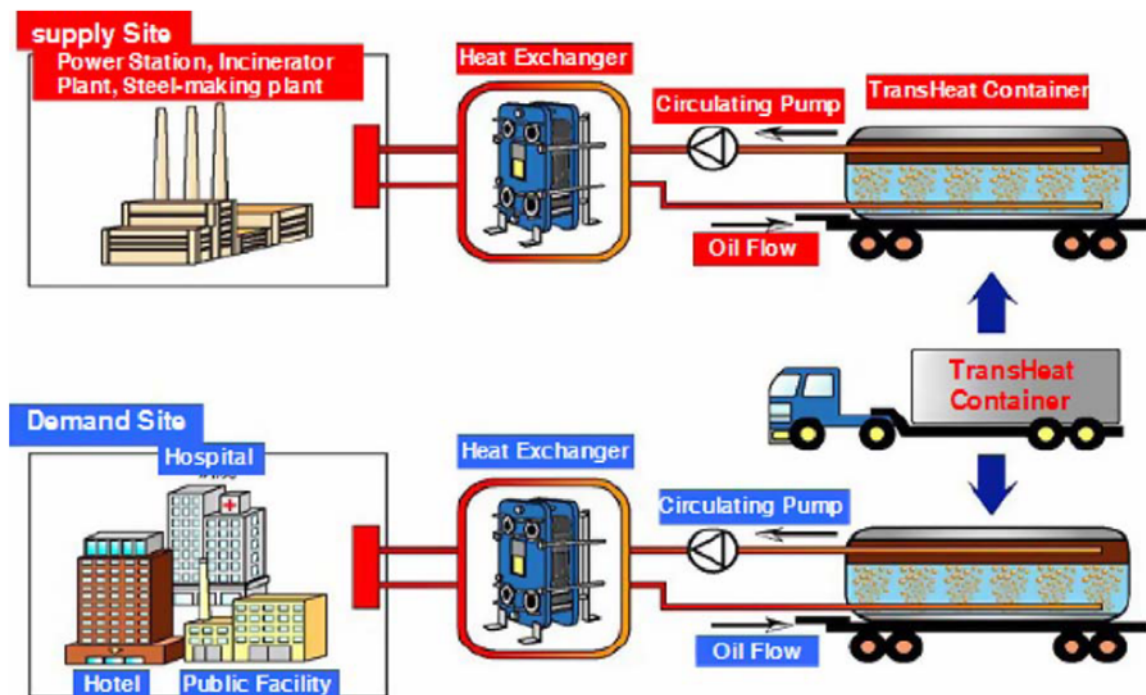 supply Site
Power Station, Incinerator
Plant, Steel-making plant
Heat Exchanger
Circulating Pump
TransHeat Container
Oil Flow
TransHeat
Container
Demand Site
Hospital
Heat Exchanger
Circulating Pump
Oil Flow
Hotel
Public Facility